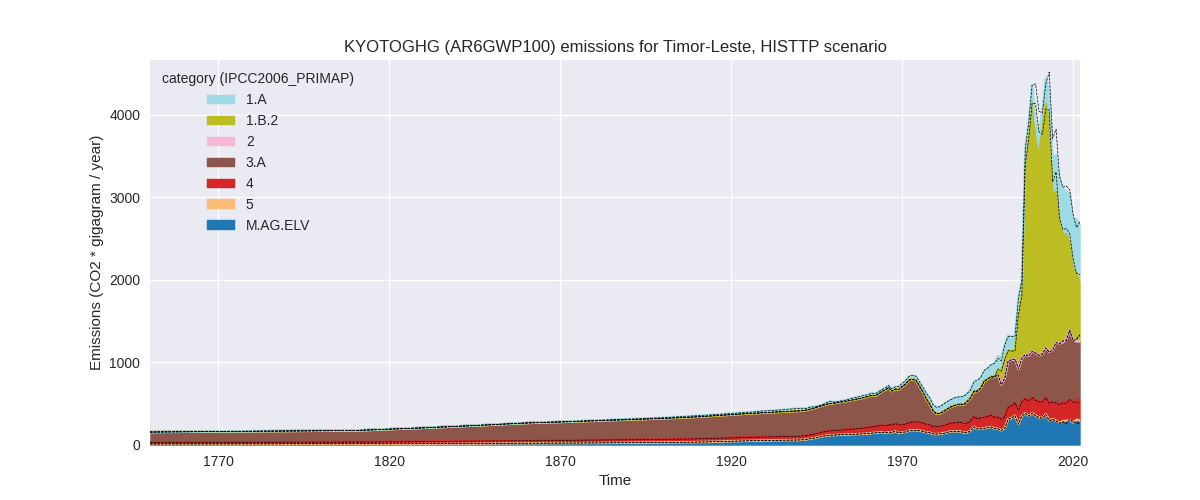 KYOTOGHG (AR6GWP100) emissions for Timor-Leste, HISTTP scenario
category (IPCC2006_PRIMAP)
1.A
1.B.2
2
3.A
4
5
M.AG.ELV
Emissions (CO2 * gigagram / year)
4000
3000
2000
1000
0
1770
1820
1870
1920
1970
2020
Time